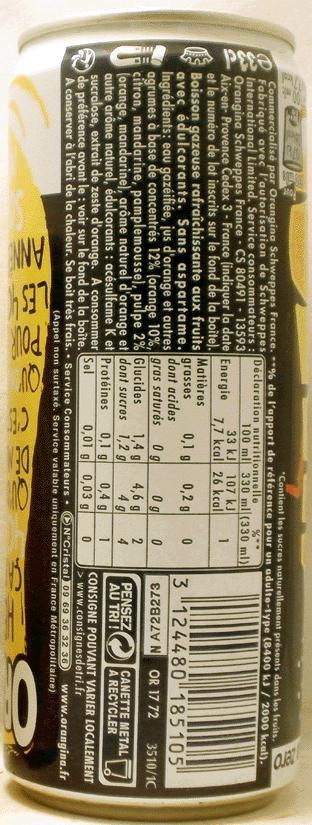 *Contient les sucres naturellement présents dans les fruits.
**% de l'apport de référence pour un adulte-type (8400 kJ / 2000 kcal).
Commercialisé par Orangina Schweppes France.
Fabriqué avec l'autorisation de Schweppes
International Limited. Service Consommateurs :
Orangina Schweppes France - CS 80491 - 13593
Aix-en-Provence Cedex 3 - France (indiquer la date
et le numéro de lot inscrits sur le fond de la boîte).
Boisson gazeuse rafraîchissante aux fruits
avec édulcorants. Sans aspartame.
Ingrédients: eau gazéifiée, jus d'orange et autres
agrumes à base de concentrés 12% (orange 10%,
citron, mandarine, pamplemousse), pulpe 2%
(orange, mandarine), arôme naturel d'orange et
autre arôme naturel, édulcorants : acésulfame K et
sucralose, extrait de zeste d'orange. A consommer
de préférence avant le : voir sur le fond de la boîte.
A conserver à l'abri de la chaleur. Se boit très frais.
e33cl
Déclaration nutritionnelle %**
100 ml 330 ml (330 ml)
Energie 33 kJ 107 kJ
7,7 kcal 26 kcal 1
Matières
grasses 0,1 g 0,2 g 0
dont acides
gras saturés 0 g 0 g 0
Glucides 1,4 g 4,6 g 2
dont sucres* 1,2 g 4 g 4
Protéines 0,1 g 0,4 g 1
Sel 0,01 g 0,03 g 0
3 124480 185105
N A172873 OR 17 72 3510/1C
PENSEZ AU TRI !
CANETTE METAL À RECYCLER
CONSIGNE POUVANT VARIER LOCALEMENT
> www.consignesdetri.fr
• Service Consommateurs • N°Cristal 09 69 36 32 36 www.orangina.fr
(Appel non surtaxé. Service valable uniquement en France Métropolitaine)
zero
QU
C'E
QU
POUR
LES 4
ANNE
O